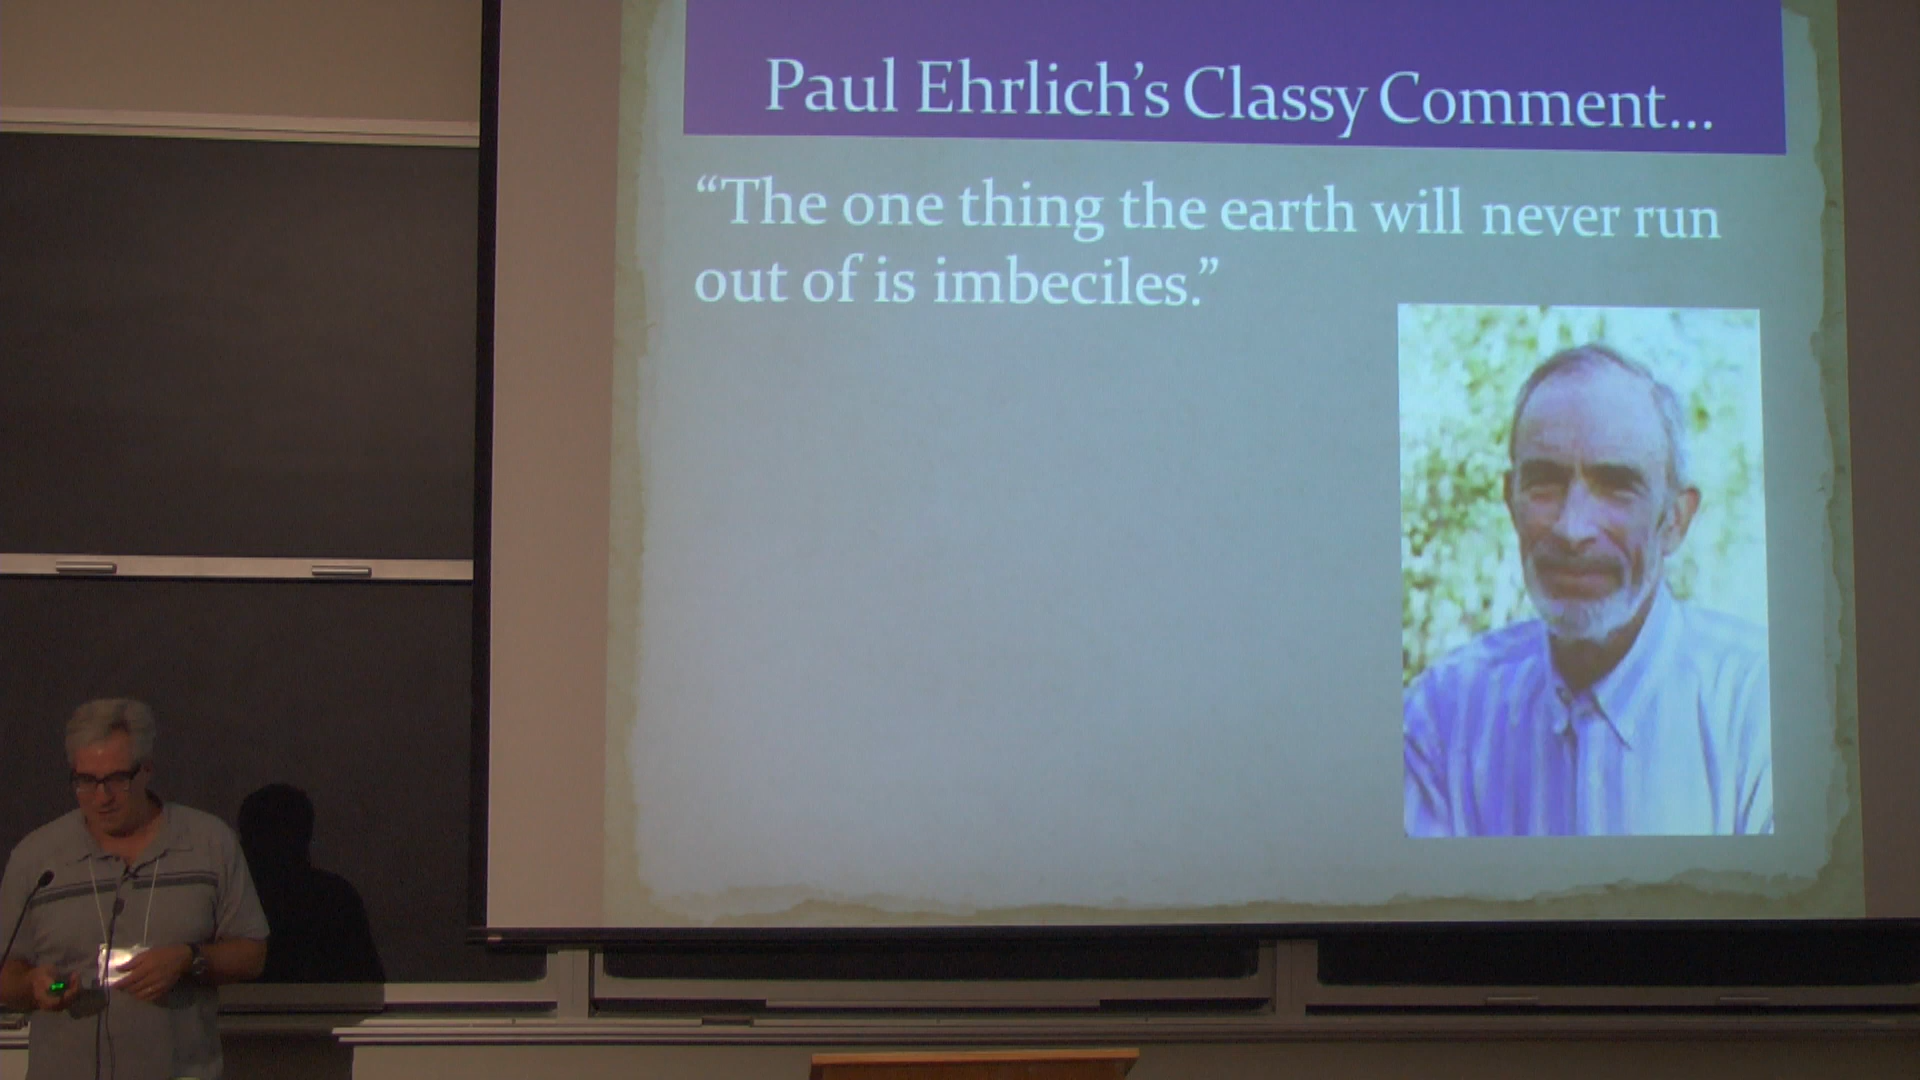 Paul Ehrlich’s Classy Comment...
“The one thing the earth will never run
out of is imbeciles.”